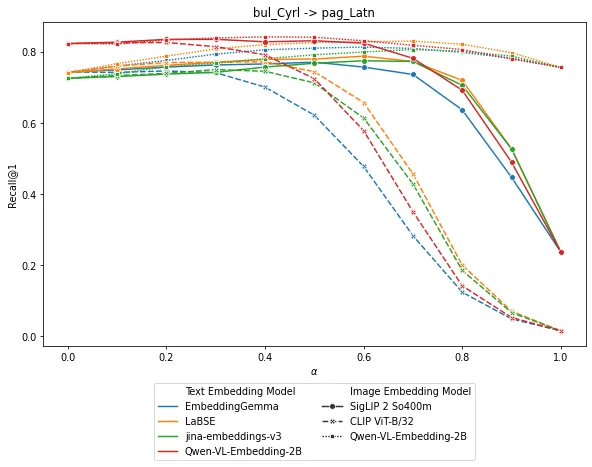 bul_Cyrl -> pag_Latn
Recall@1
0.8
0.6
0.4
0.2
0.0
0.0 0.2 0.4 0.6 0.8 1.0
α
Text Embedding Model
EmbeddingGemma
LaBSE
jina-embeddings-v3
Qwen-VL-Embedding-2B
Image Embedding Model
SigLIP 2 So400m
CLIP ViT-B/32
Qwen-VL-Embedding-2B